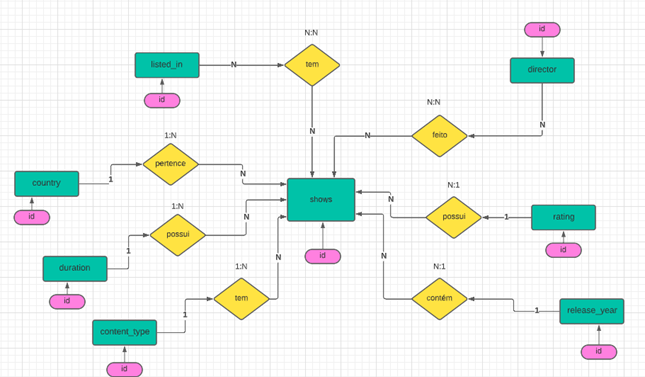 N:N
id
listed_in
N
tem
director
id
N:N
N
N
N
feito
1:N
pertence
country
1
N
N:1
id
shows
N
possui
1
rating
1:N
N
possui
id
1
id
duration
N
N
N:1
id
1:N
tem
contém
1
release_year
1
content_type
id
id